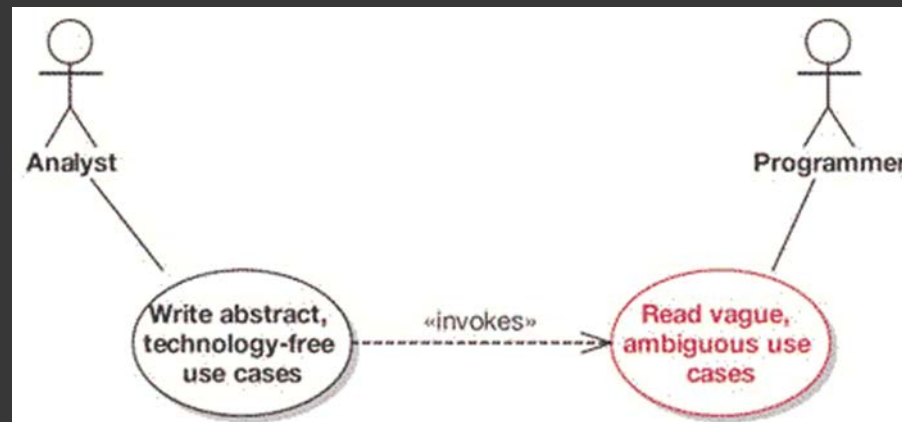 Analyst
Programmer
Write abstract,
technology-free
use cases
«invokes»
Read vague,
ambiguous use
cases